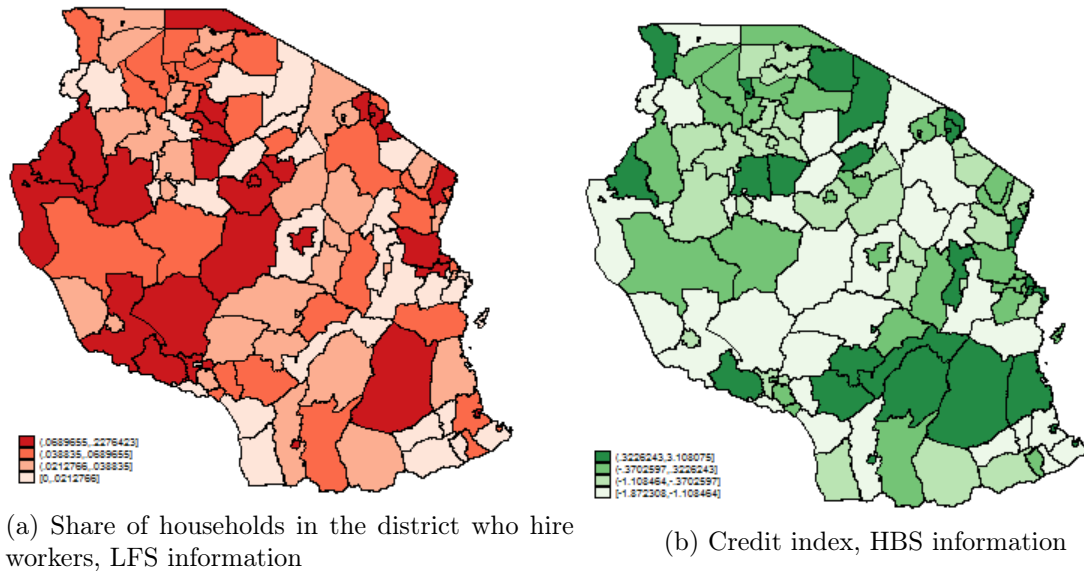 (.0689655,.2276423]
(.038835,.0689655]
(.0212766,.038835]
[0,.0212766]
(.3226243,3.108075]
(-.3702597,.3226243]
(-1.108464,-.3702597]
[-1.872308,-1.108464]
(a) Share of households in the district who hire
workers, LFS information
(b) Credit index, HBS information